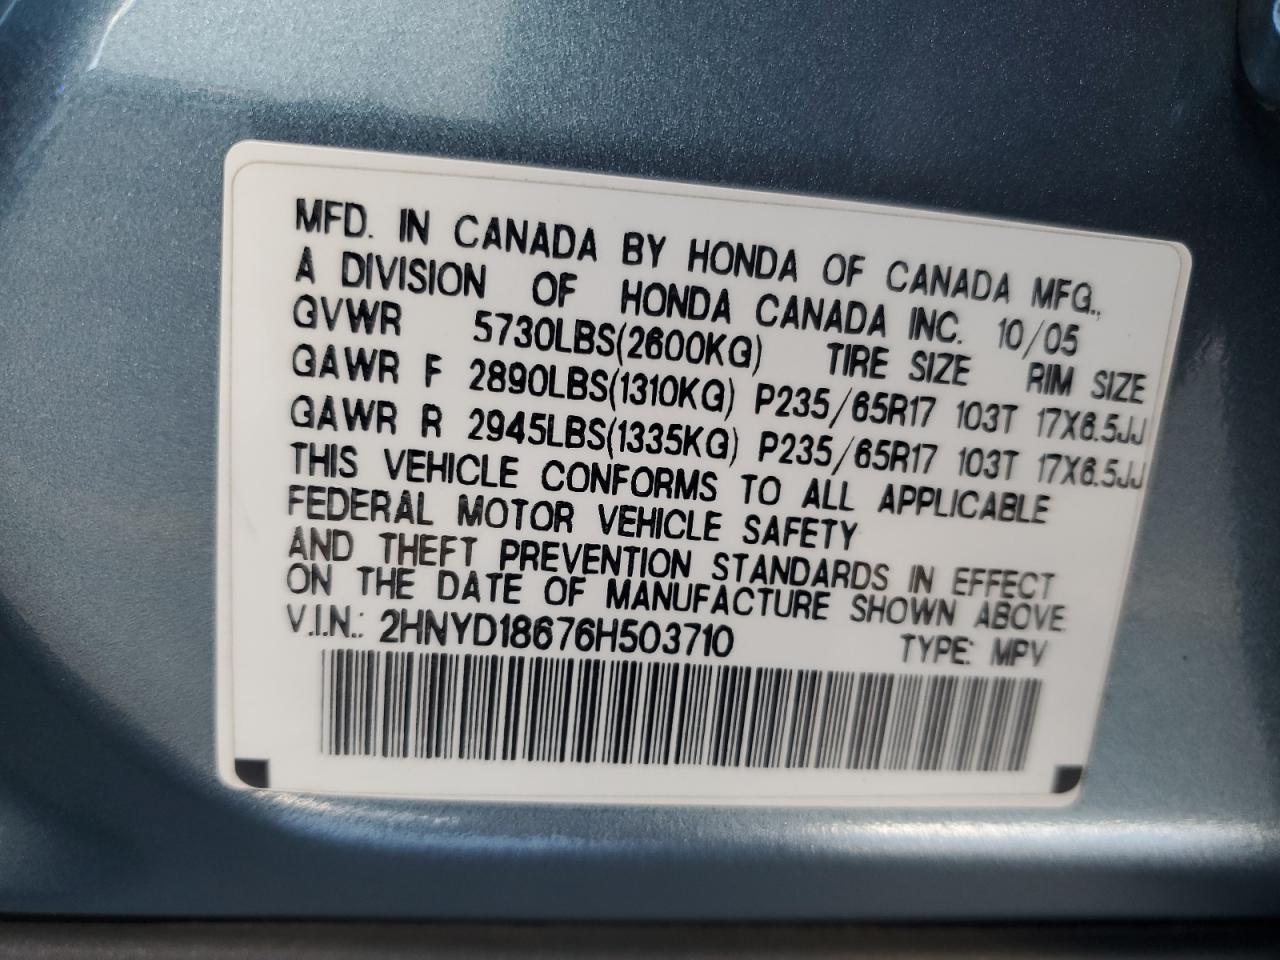 MFD. IN CANADA BY HONDA OF CANADA MFG.,
A DIVISION OF HONDA CANADA INC. 10/05
GVWR 5730LBS(2600KG) TIRE SIZE RIM SIZE
GAWR F 2890LBS(1310KG) P235/65R17 103T 17X6.5JJ
GAWR R 2945LBS(1335KG) P235/65R17 103T 17X6.5JJ
THIS VEHICLE CONFORMS TO ALL APPLICABLE
FEDERAL MOTOR VEHICLE SAFETY
AND THEFT PREVENTION STANDARDS IN EFFECT
ON THE DATE OF MANUFACTURE SHOWN ABOVE
V.I.N.: 2HNYD18676H503710 TYPE: MPV